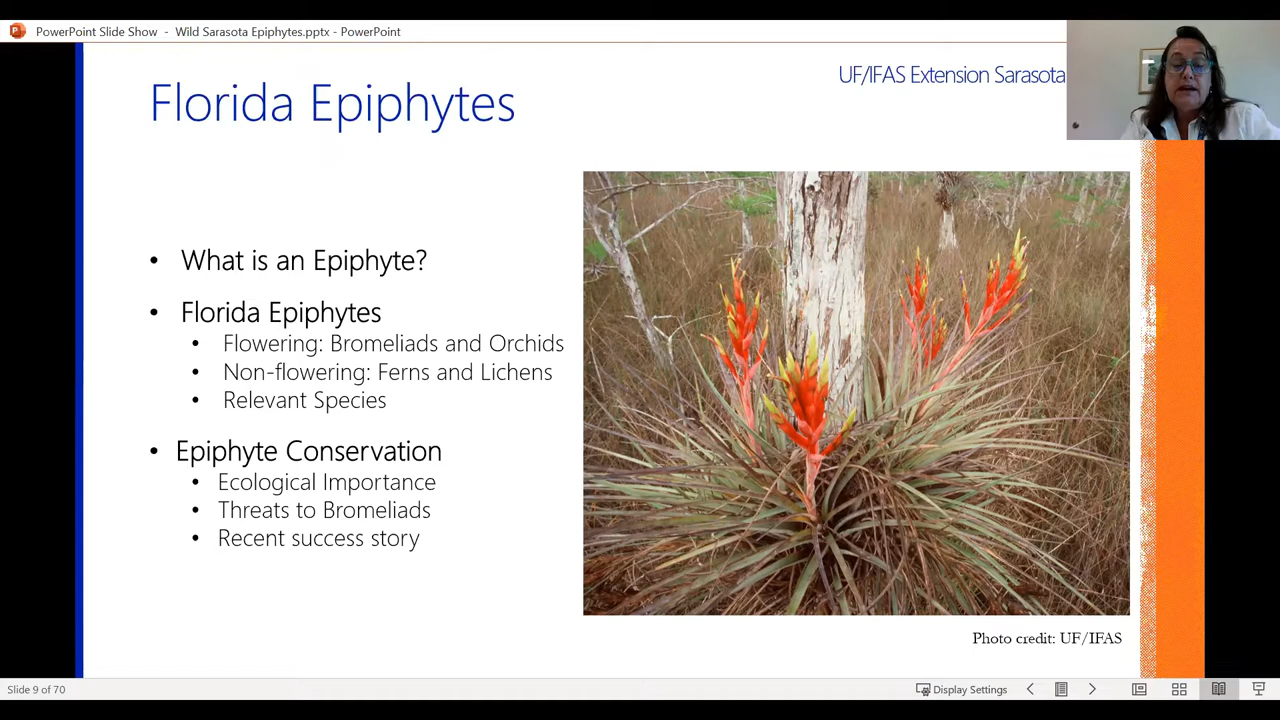 PowerPoint Slide Show - Wild Sarasota Epiphytes.pptx - PowerPoint
UF/IFAS Extension Sarasota
Florida Epiphytes
• What is an Epiphyte?
• Florida Epiphytes
• Flowering: Bromeliads and Orchids
• Non-flowering: Ferns and Lichens
• Relevant Species
• Epiphyte Conservation
• Ecological Importance
• Threats to Bromeliads
• Recent success story
Photo credit: UF/IFAS
Slide 9 of 70
Display Settings